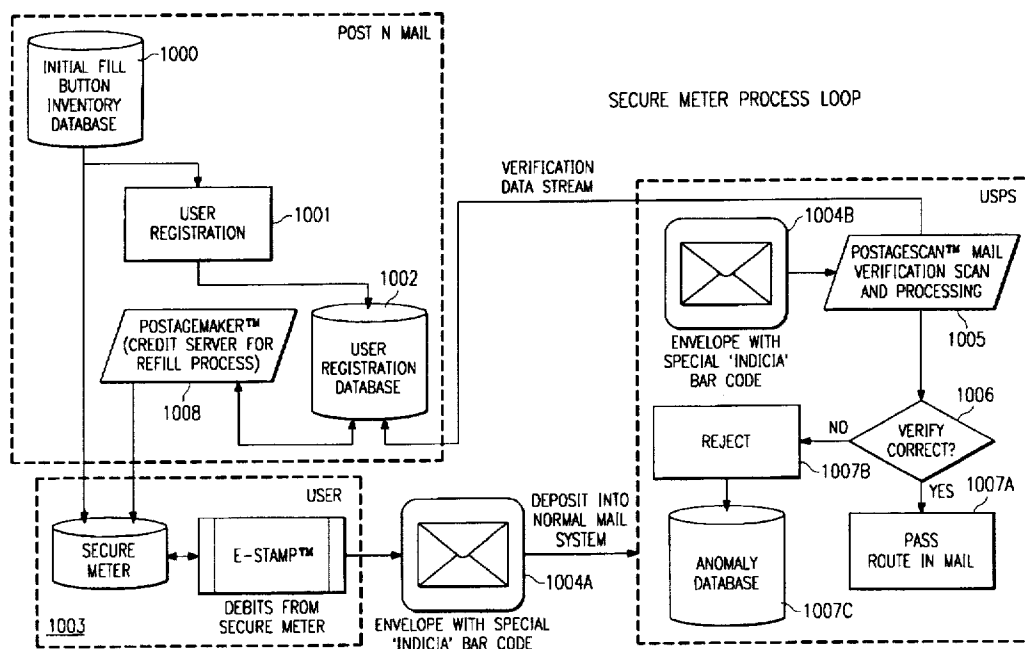 POST N MAIL
1000
INITIAL FILL
BUTTON
INVENTORY
DATABASE
SECURE METER PROCESS LOOP
USER
REGISTRATION
1001
1002
USER
REGISTRATION
DATABASE
POSTAGEMAKER™
(CREDIT SERVER FOR
REFILL PROCESS)
1008
VERIFICATION
DATA STREAM
USPS
1004B
ENVELOPE WITH
SPECIAL 'INDICIA'
BAR CODE
POSTAGESCAN™ MAIL
VERIFICATION SCAN
AND PROCESSING
1005
1006
VERIFY
CORRECT?
NO
YES
REJECT
1007B
1007A
PASS
ROUTE IN MAIL
ANOMALY
DATABASE
1007C
USER
SECURE
METER
E-STAMP™
DEBITS FROM
SECURE METER
1003
1004A
ENVELOPE WITH SPECIAL
'INDICIA' BAR CODE
DEPOSIT INTO
NORMAL MAIL
SYSTEM